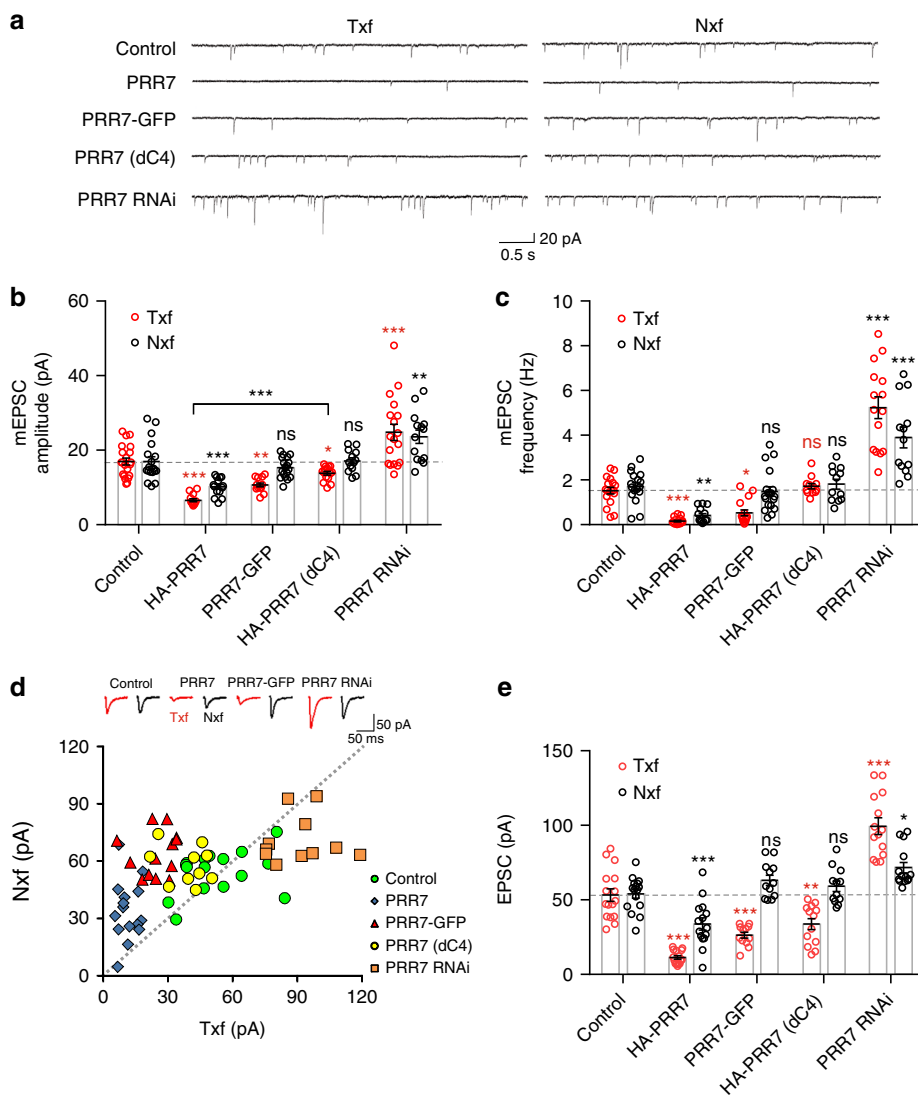 a
Txf Nxf
Control
PRR7
PRR7-GFP
PRR7 (dC4)
PRR7 RNAi
20 pA
0.5 s
b
60
40
20
0
mEPSC
amplitude (pA)
Txf
Nxf
***
***
***
**
ns
*
ns
***
**
Control
HA-PRR7
PRR7-GFP
HA-PRR7 (dC4)
PRR7 RNAi
c
10
8
6
4
2
0
mEPSC
frequency (Hz)
Txf
Nxf
***
**
*
ns
ns
ns
***
***
Control
HA-PRR7
PRR7-GFP
HA-PRR7 (dC4)
PRR7 RNAi
d
Control PRR7 PRR7-GFP PRR7 RNAi
Txf Nxf
50 pA
50 ms
120
90
60
30
0
Nxf (pA)
0 30 60 90 120
Txf (pA)
Control
PRR7
PRR7-GFP
PRR7 (dC4)
PRR7 RNAi
e
150
100
50
0
EPSC (pA)
Txf
Nxf
***
***
***
ns
**
ns
***
*
Control
HA-PRR7
PRR7-GFP
HA-PRR7 (dC4)
PRR7 RNAi